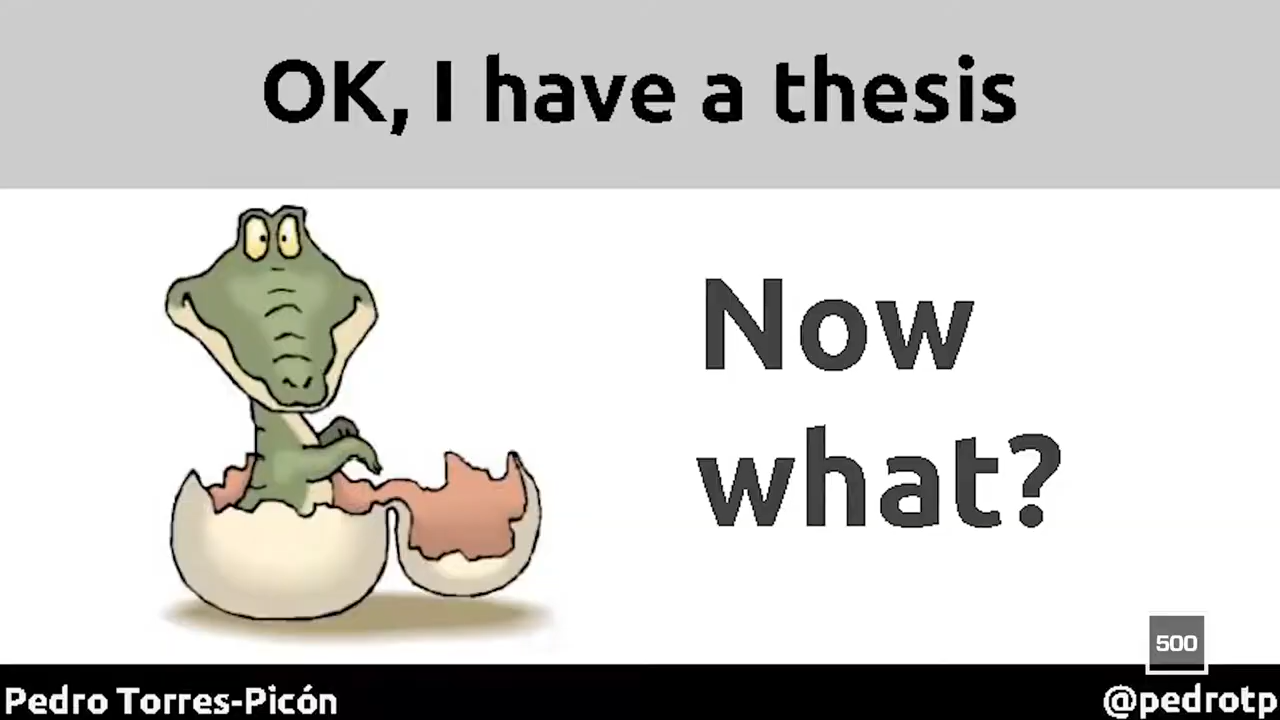 OK, I have a thesis
Now
what?
500
Pedro Torres-Picón
@pedrotp